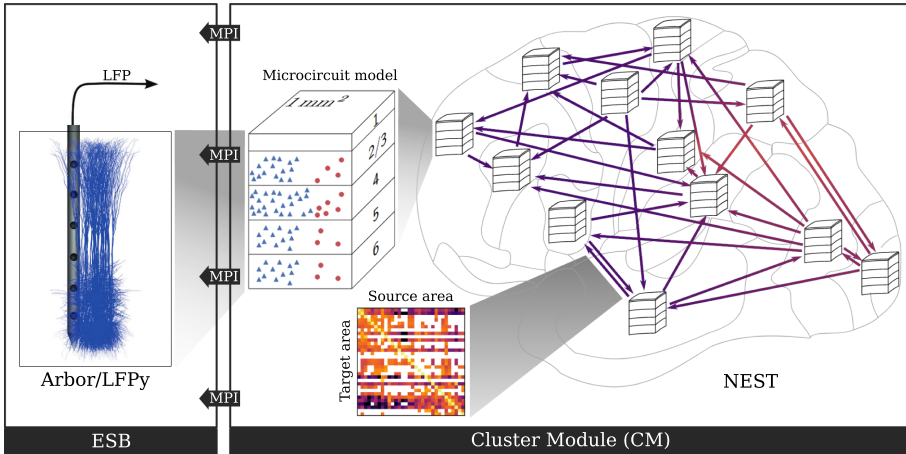 MPI
LFP
Microcircuit model
1 mm²
1
2/3
4
5
6
MPI
MPI
Source area
Target area
Arbor/LFPy
NEST
MPI
ESB
Cluster Module (CM)